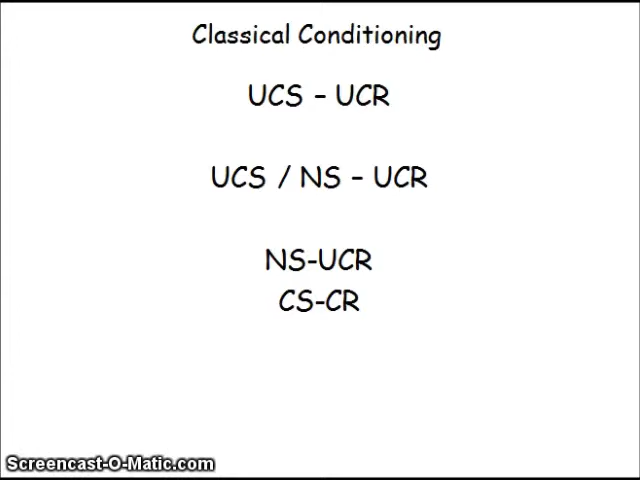 Classical Conditioning
UCS – UCR
UCS / NS – UCR
NS-UCR
CS-CR
Screencast-O-Matic.com